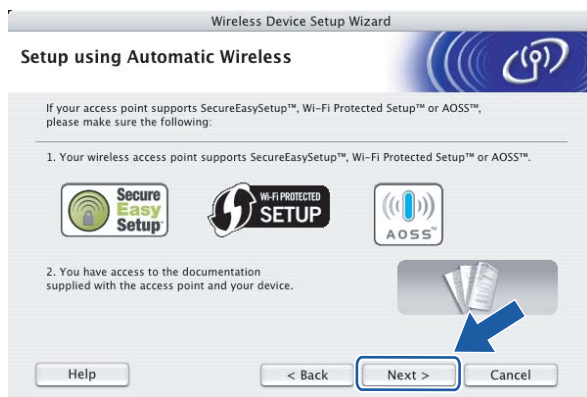 Wireless Device Setup Wizard
Setup using Automatic Wireless
If your access point supports SecureEasySetup™, Wi-Fi Protected Setup™ or AOSS™,
please make sure the following:
1. Your wireless access point supports SecureEasySetup™, Wi-Fi Protected Setup™ or AOSS™.
Secure
Easy
Setup™
Wi-Fi PROTECTED
SETUP
AOSS™
2. You have access to the documentation
supplied with the access point and your device.
Help
< Back
Next >
Cancel